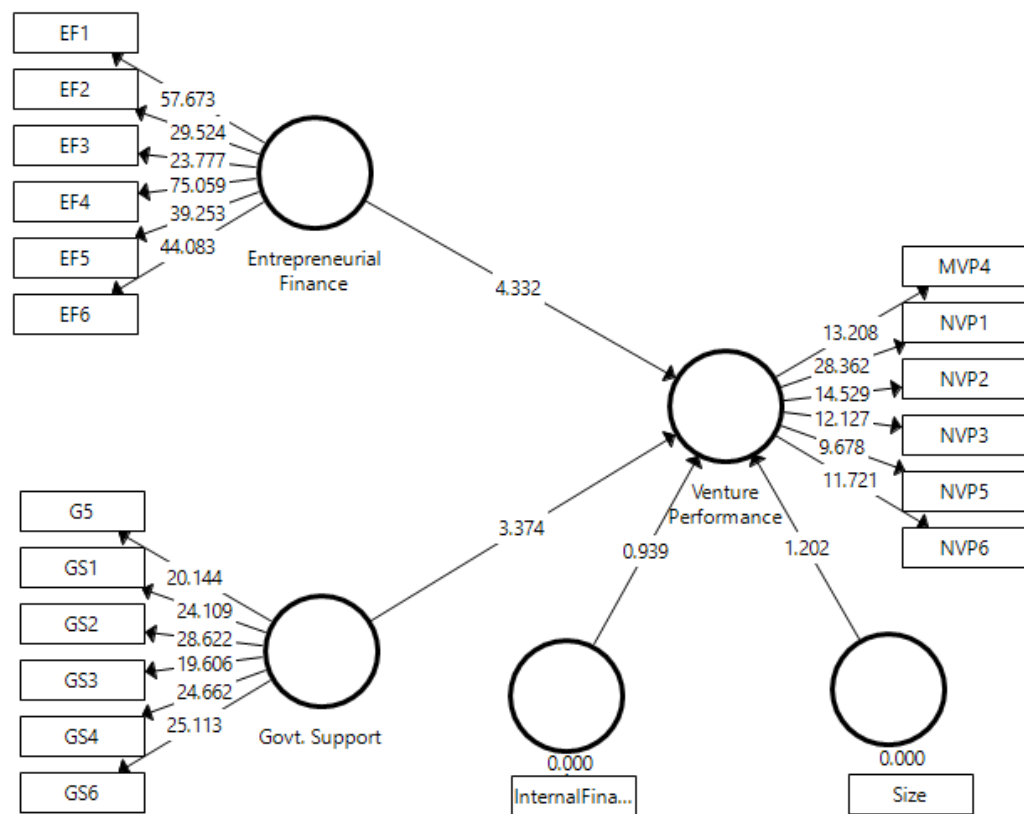 EF1
EF2
EF3
EF4
EF5
EF6
57.673
29.524
23.777
75.059
39.253
44.083
Entrepreneurial
Finance
4.332
MVP4
NVP1
NVP2
NVP3
NVP5
NVP6
13.208
28.362
14.529
12.127
9.678
11.721
Venture
Performance
G5
GS1
GS2
GS3
GS4
GS6
20.144
24.109
28.622
19.606
24.662
25.113
Govt. Support
3.374
0.939
1.202
0.000
InternalFina...
0.000
Size